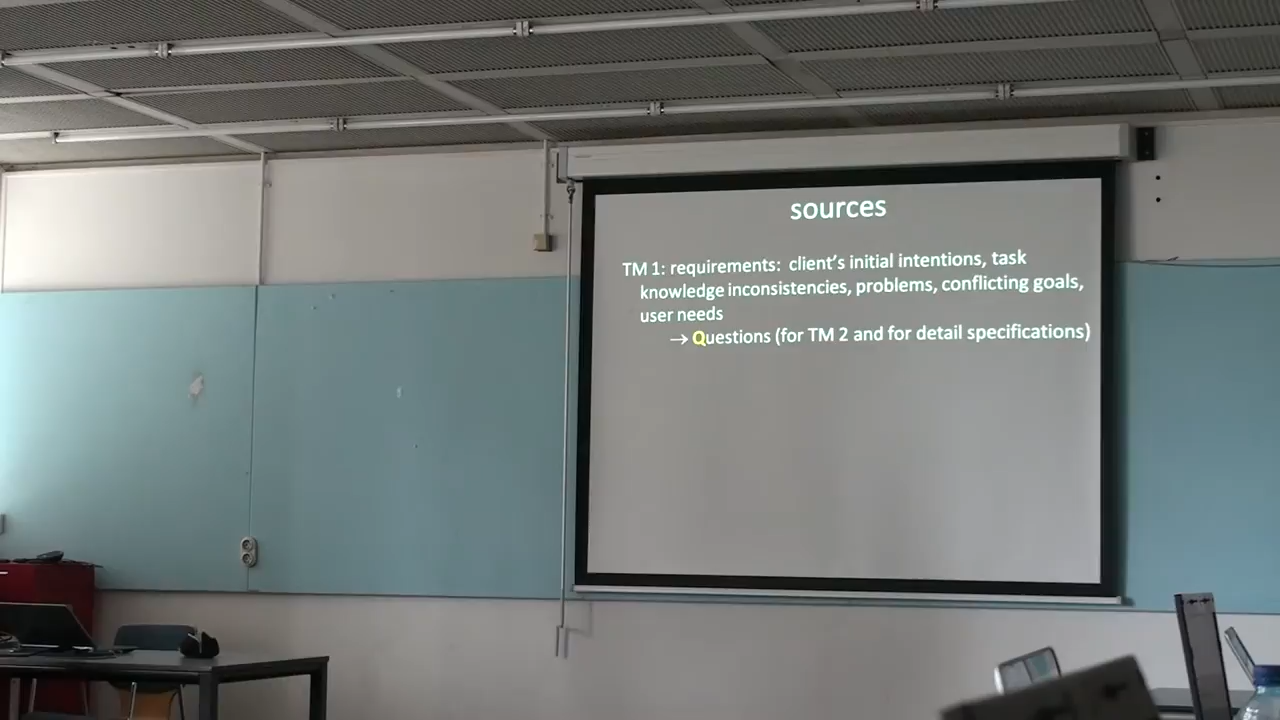 sources
TM 1: requirements: client's initial intentions, task
knowledge inconsistencies, problems, conflicting goals,
user needs
→ Questions (for TM 2 and for detail specifications)